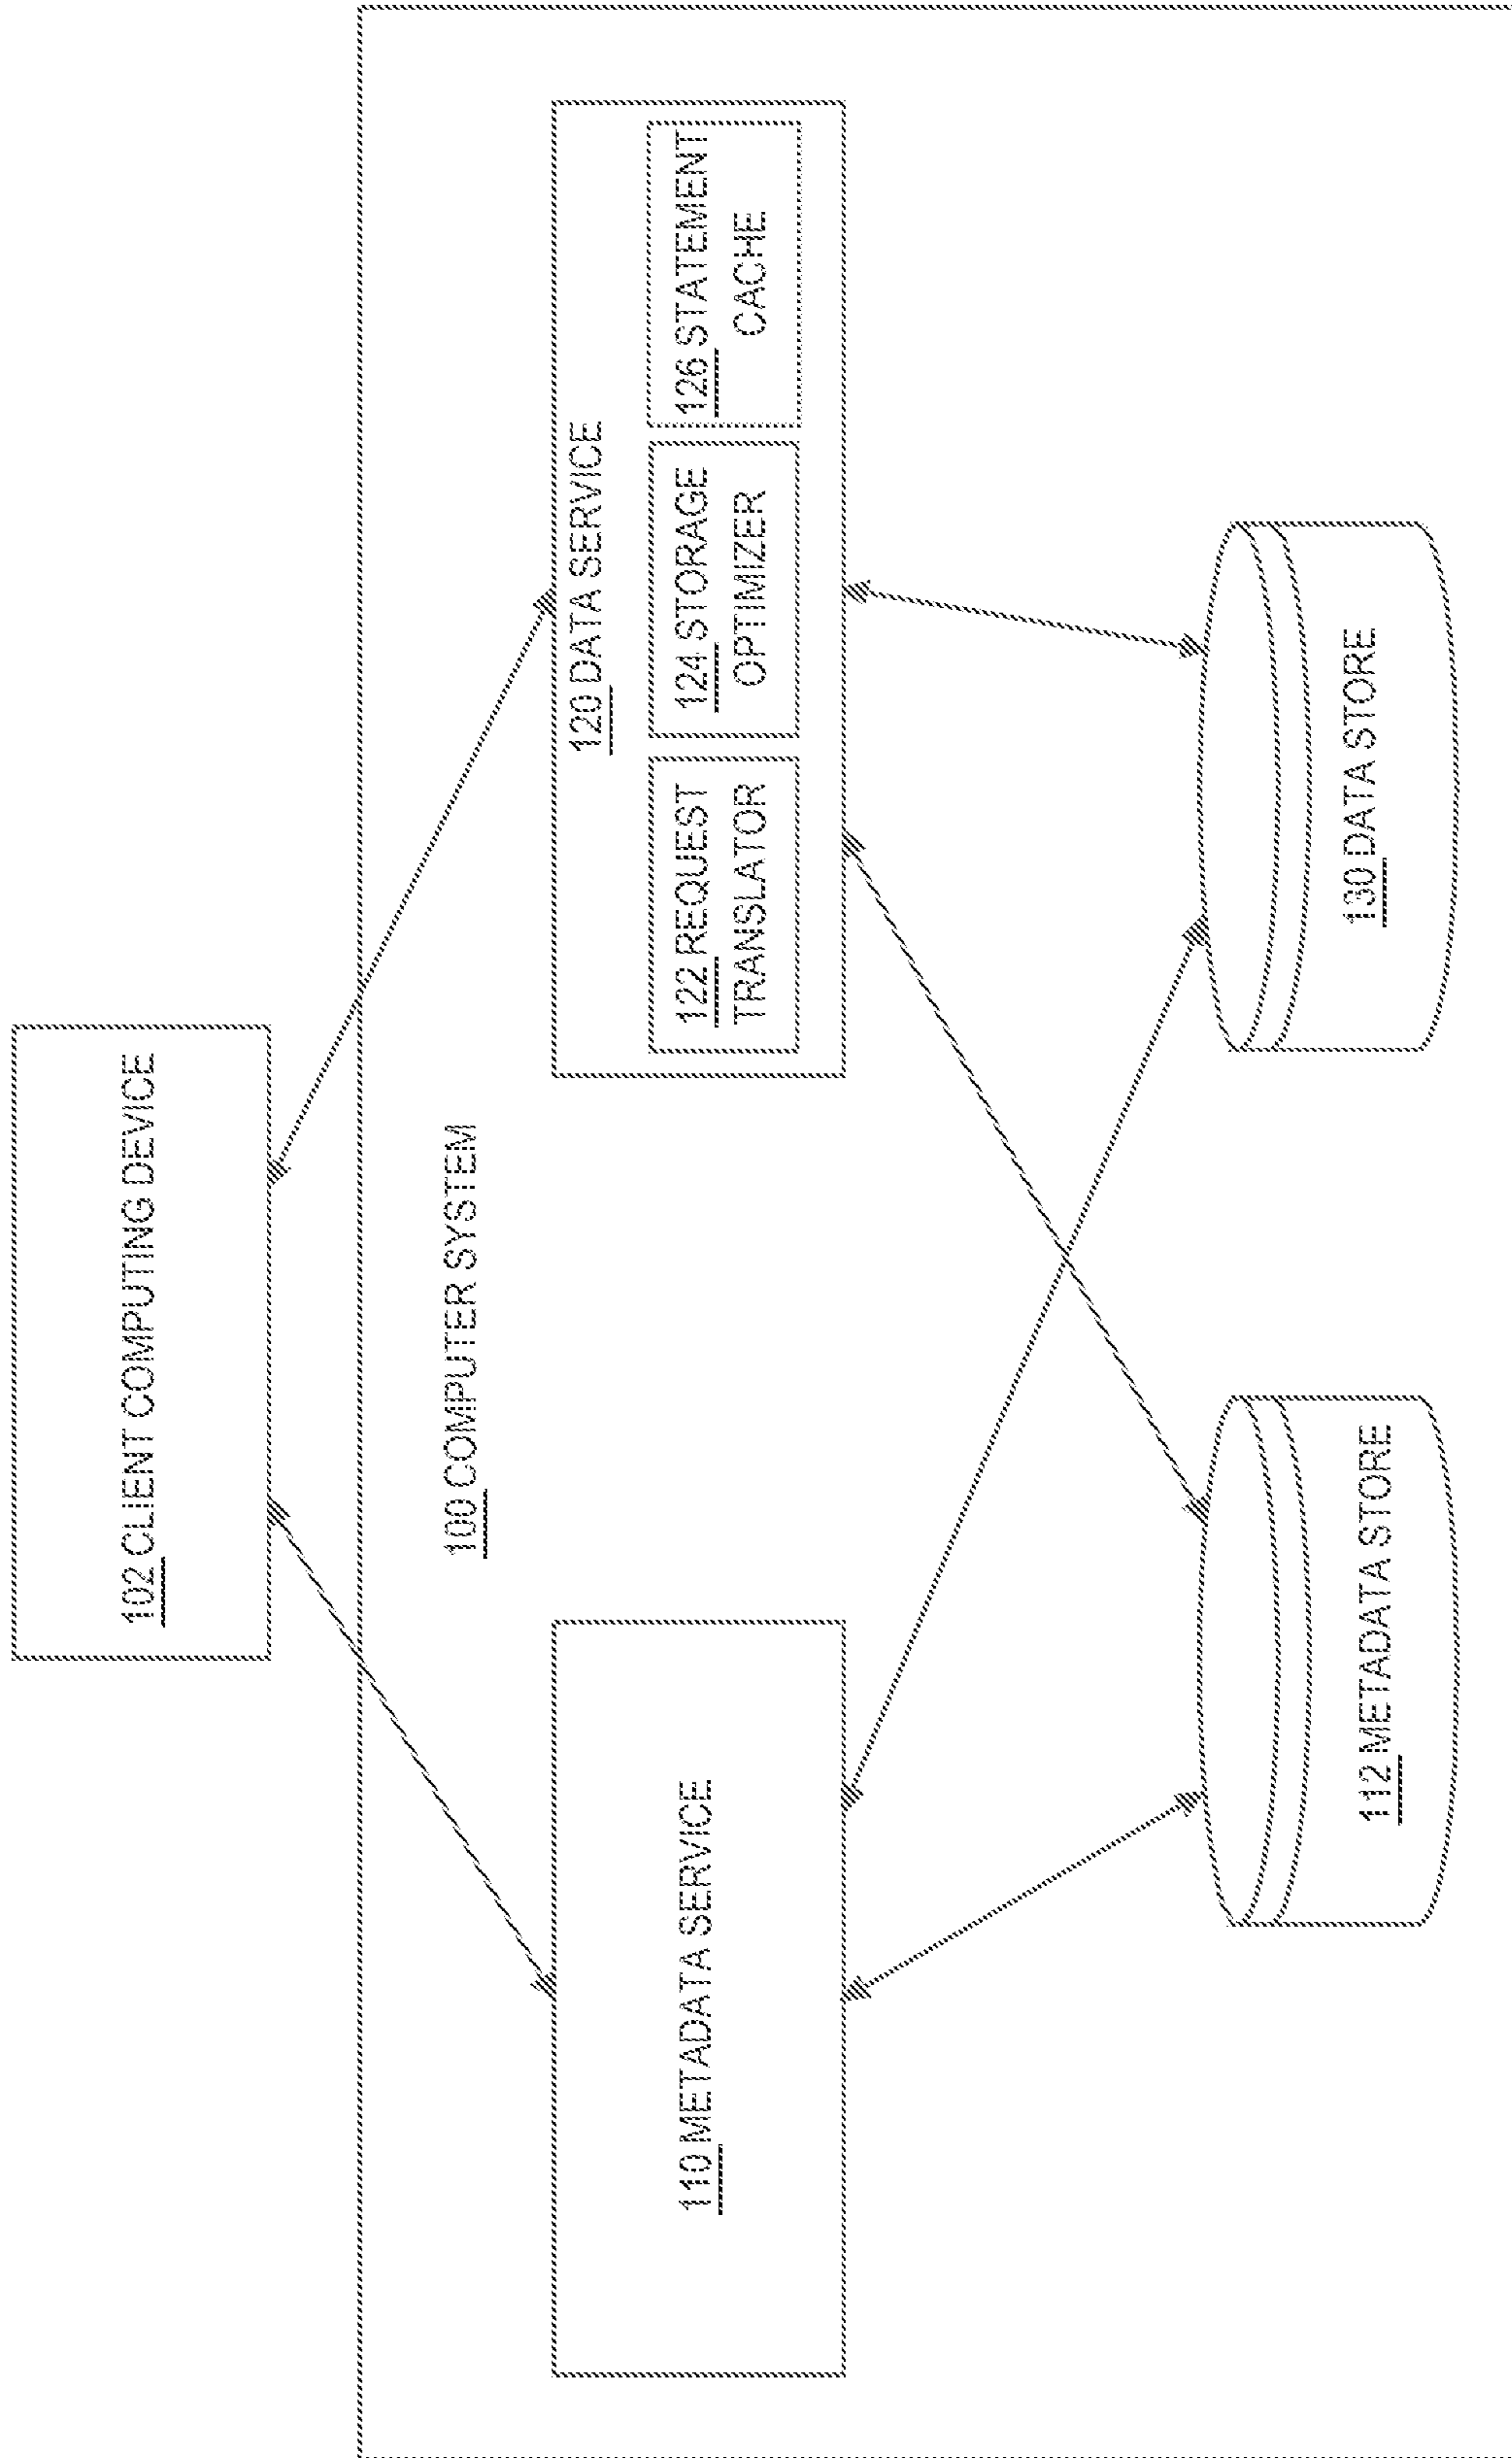 102 CLIENT COMPUTING DEVICE
100 COMPUTER SYSTEM
110 METADATA SERVICE
120 DATA SERVICE
122 REQUEST
TRANSLATOR
124 STORAGE
OPTIMIZER
126 STATEMENT
CACHE
112 METADATA STORE
130 DATA STORE